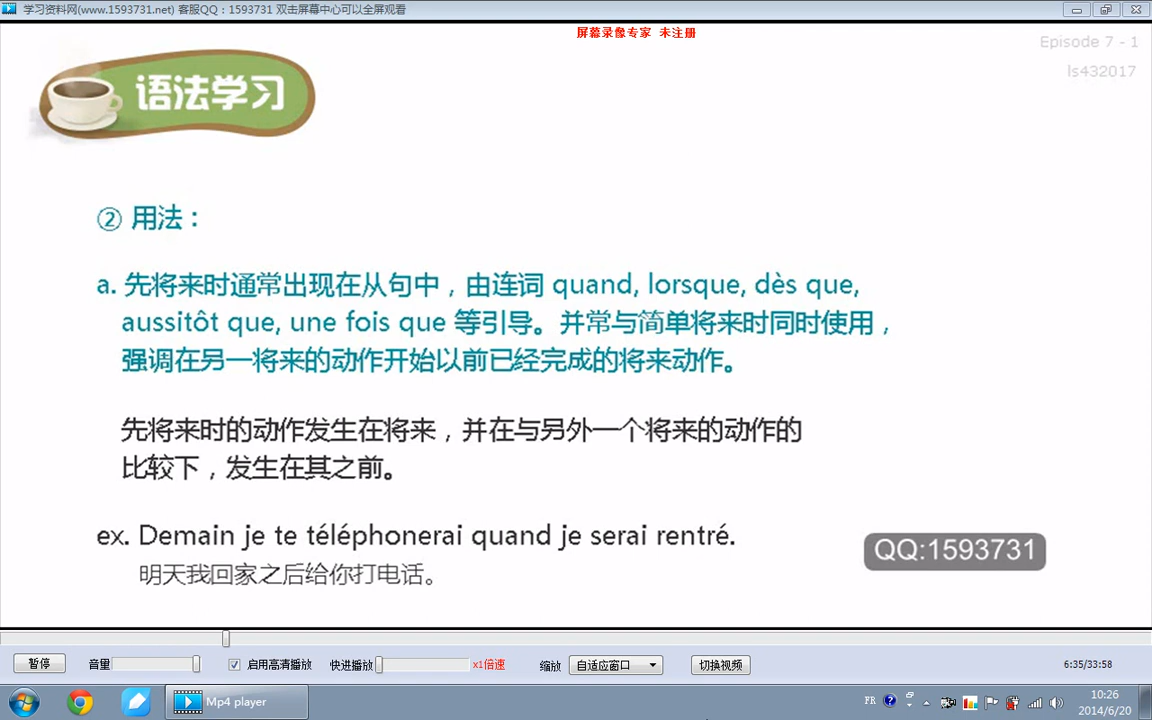 学习资料网(www.1593731.net) 客服QQ：1593731 双击屏幕中心可以全屏观看
屏幕录像专家 未注册
Episode 7 - 1
ls432017
语法学习
② 用法：
a. 先将来时通常出现在从句中，由连词 quand, lorsque, dès que,
aussitôt que, une fois que 等引导。并常与简单将来时同时使用，
强调在另一将来的动作开始以前已经完成的将来动作。
先将来时的动作发生在将来，并在与另外一个将来的动作的
比较下，发生在其之前。
ex. Demain je te téléphonerai quand je serai rentré.
明天我回家之后给你打电话。
QQ:1593731
暂停 音量 启用高清播放 快进播放 x1倍速 缩放 自适应窗口 切换视频 6:35/33:58
Mp4 player
FR
10:26
2014/6/20